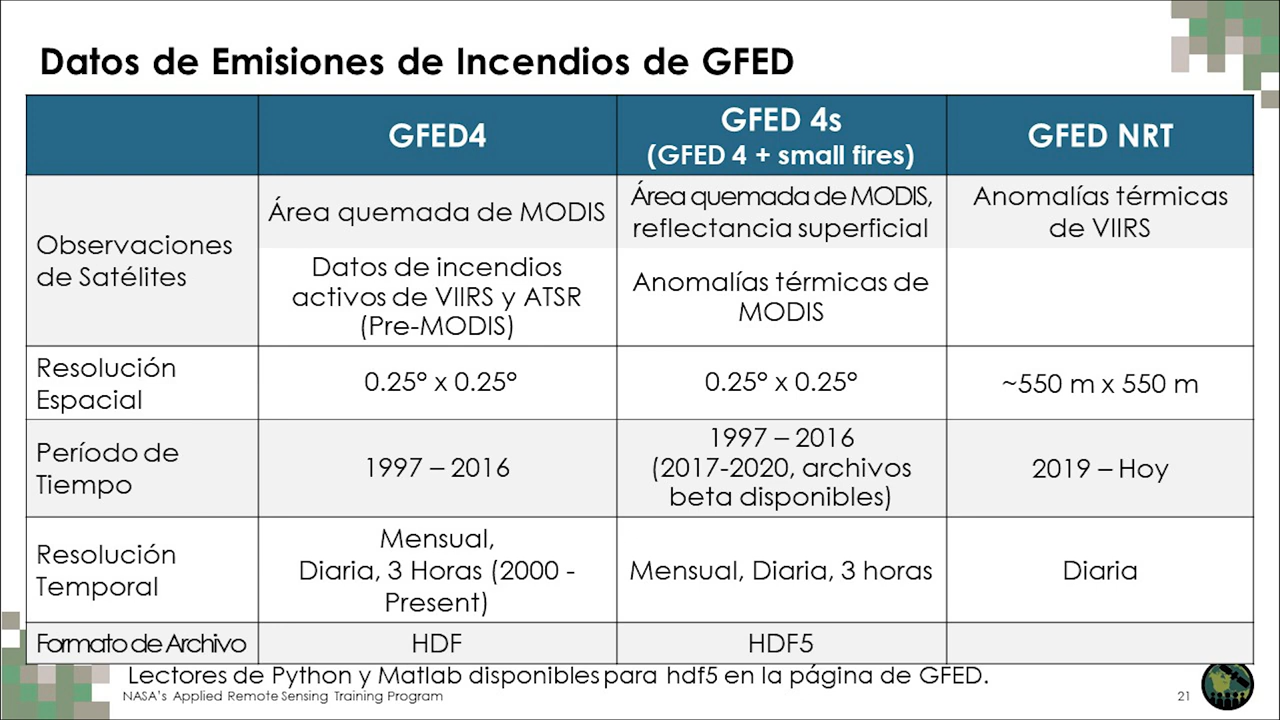 Datos de Emisiones de Incendios de GFED
GFED4
GFED 4s
(GFED 4 + small fires)
GFED NRT
Observaciones
de Satélites
Área quemada de MODIS
Área quemada de MODIS,
reflectancia superficial
Anomalías térmicas
de VIIRS
Datos de incendios
activos de VIIRS y ATSR
(Pre-MODIS)
Anomalías térmicas de
MODIS
Resolución
Espacial
0.25° x 0.25°
0.25° x 0.25°
~550 m x 550 m
Período de
Tiempo
1997 – 2016
1997 – 2016
(2017-2020, archivos
beta disponibles)
2019 – Hoy
Resolución
Temporal
Mensual,
Diaria, 3 Horas (2000 -
Present)
Mensual, Diaria, 3 horas
Diaria
Formato de Archivo
HDF
HDF5
Lectores de Python y Matlab disponibles para hdf5 en la página de GFED.
NASA's Applied Remote Sensing Training Program
21